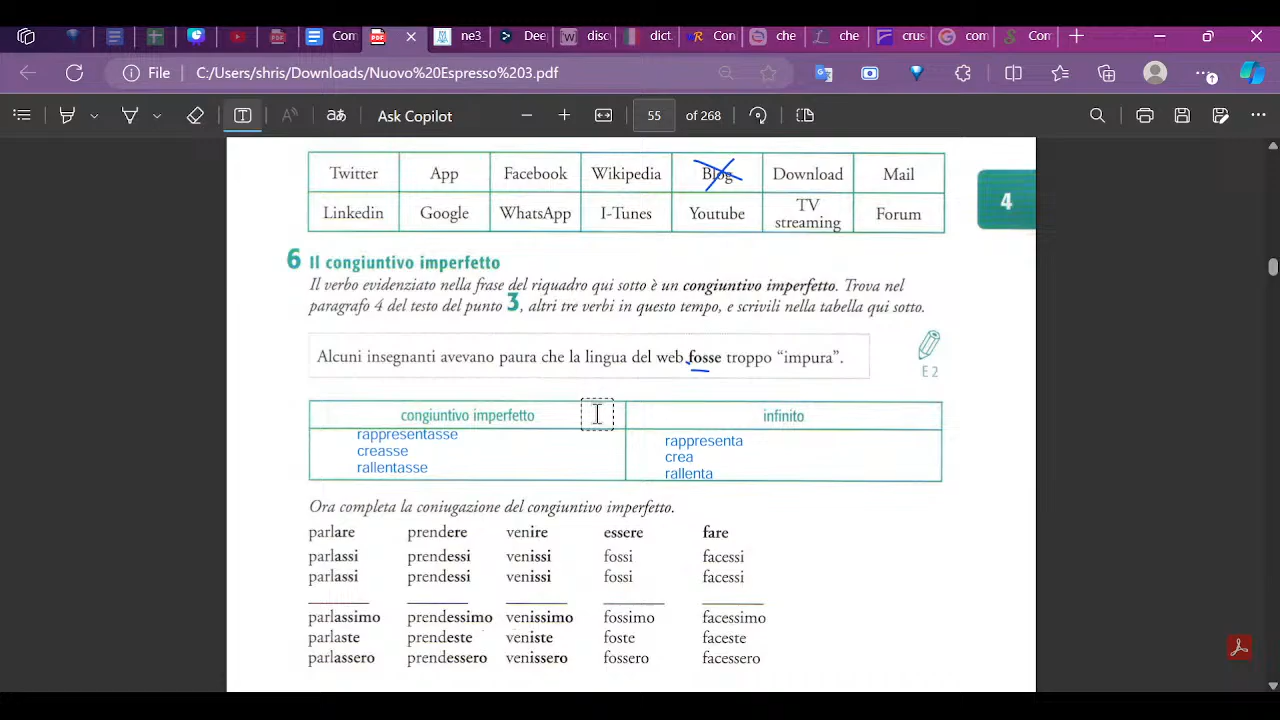 Com
ne3
Dee
disc
dict.
Con
che
che
crus
com
Com
File
C:/Users/shris/Downloads/Nuovo%20Espresso%203.pdf
Ask Copilot
55 of 268
Twitter App Facebook Wikipedia Blog Download Mail
Linkedin Google WhatsApp I-Tunes Youtube TV streaming Forum
4
6 Il congiuntivo imperfetto
Il verbo evidenziato nella frase del riquadro qui sotto è un congiuntivo imperfetto. Trova nel
paragrafo 4 del testo del punto 3, altri tre verbi in questo tempo, e scrivili nella tabella qui sotto.
Alcuni insegnanti avevano paura che la lingua del web fosse troppo “impura”.
E 2
congiuntivo imperfetto infinito
rappresentasse rappresenta
creasse crea
rallentasse rallenta
Ora completa la coniugazione del congiuntivo imperfetto.
parlare prendere venire essere fare
parlassi prendessi venissi fossi facessi
parlassi prendessi venissi fossi facessi
parlassimo prendessimo venissimo fossimo facessimo
parlaste prendeste veniste foste faceste
parlassero prendessero venissero fossero facessero